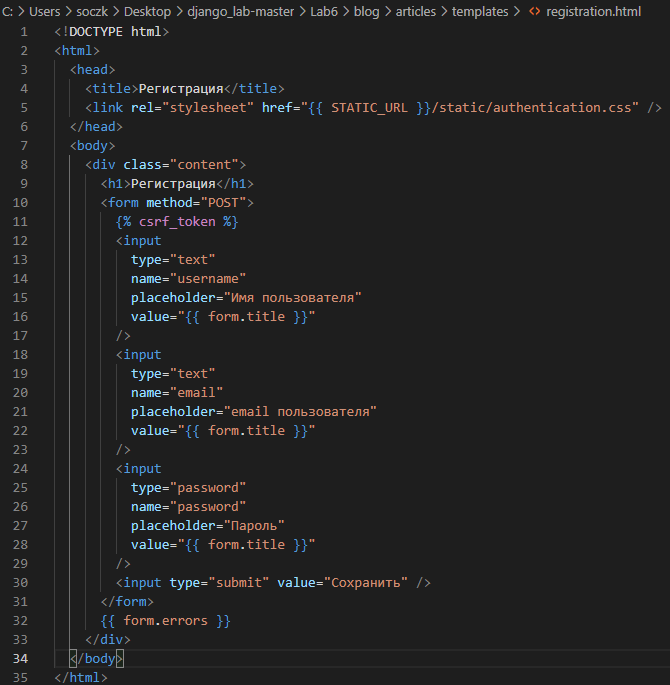 C: > Users > soczk > Desktop > django_lab-master > Lab6 > blog > articles > templates > <> registration.html
1 <!DOCTYPE html>
2 <html>
3 <head>
4 <title>Регистрация</title>
5 <link rel="stylesheet" href="{{ STATIC_URL }}/static/authentication.css" />
6 </head>
7 <body>
8 <div class="content">
9 <h1>Регистрация</h1>
10 <form method="POST">
11 {% csrf_token %}
12 <input
13 type="text"
14 name="username"
15 placeholder="Имя пользователя"
16 value="{{ form.title }}"
17 />
18 <input
19 type="text"
20 name="email"
21 placeholder="email пользователя"
22 value="{{ form.title }}"
23 />
24 <input
25 type="password"
26 name="password"
27 placeholder="Пароль"
28 value="{{ form.title }}"
29 />
30 <input type="submit" value="Сохранить" />
31 </form>
32 {{ form.errors }}
33 </div>
34 </body>
35 </html>